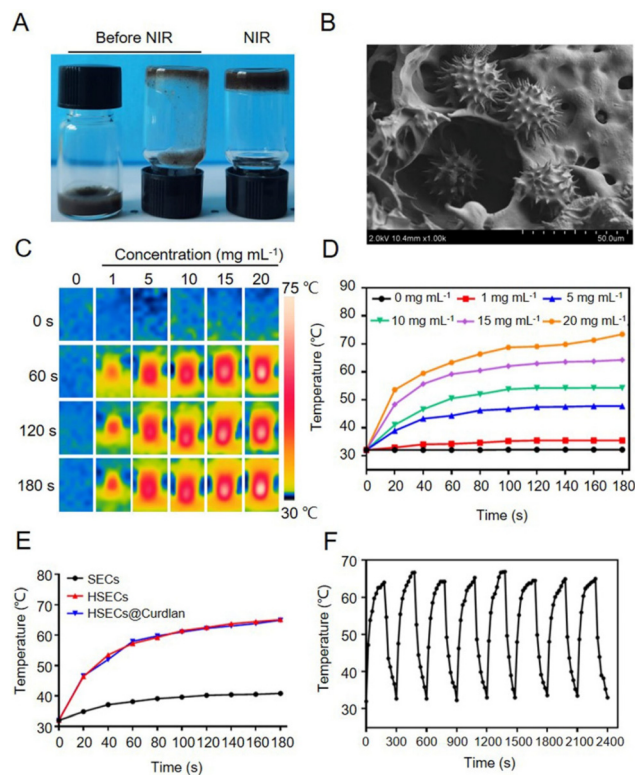 A
Before NIR
NIR
B
2.0kV 10.4mm x1.00k
50.0um
C
Concentration (mg mL⁻¹)
0
1
5
10
15
20
75 ℃
0 s
60 s
120 s
180 s
30 ℃
D
0 mg mL⁻¹
1 mg mL⁻¹
5 mg mL⁻¹
10 mg mL⁻¹
15 mg mL⁻¹
20 mg mL⁻¹
Temperature (℃)
90
80
70
60
50
40
30
0 20 40 60 80 100 120 140 160 180
Time (s)
E
SECs
HSECs
HSECs@Curdlan
Temperature (℃)
80
70
60
50
40
30
0 20 40 60 80 100 120 140 160 180
Time (s)
F
Temperature (℃)
70
60
50
40
30
0 300 600 900 1200 1500 1800 2100 2400
Time (s)